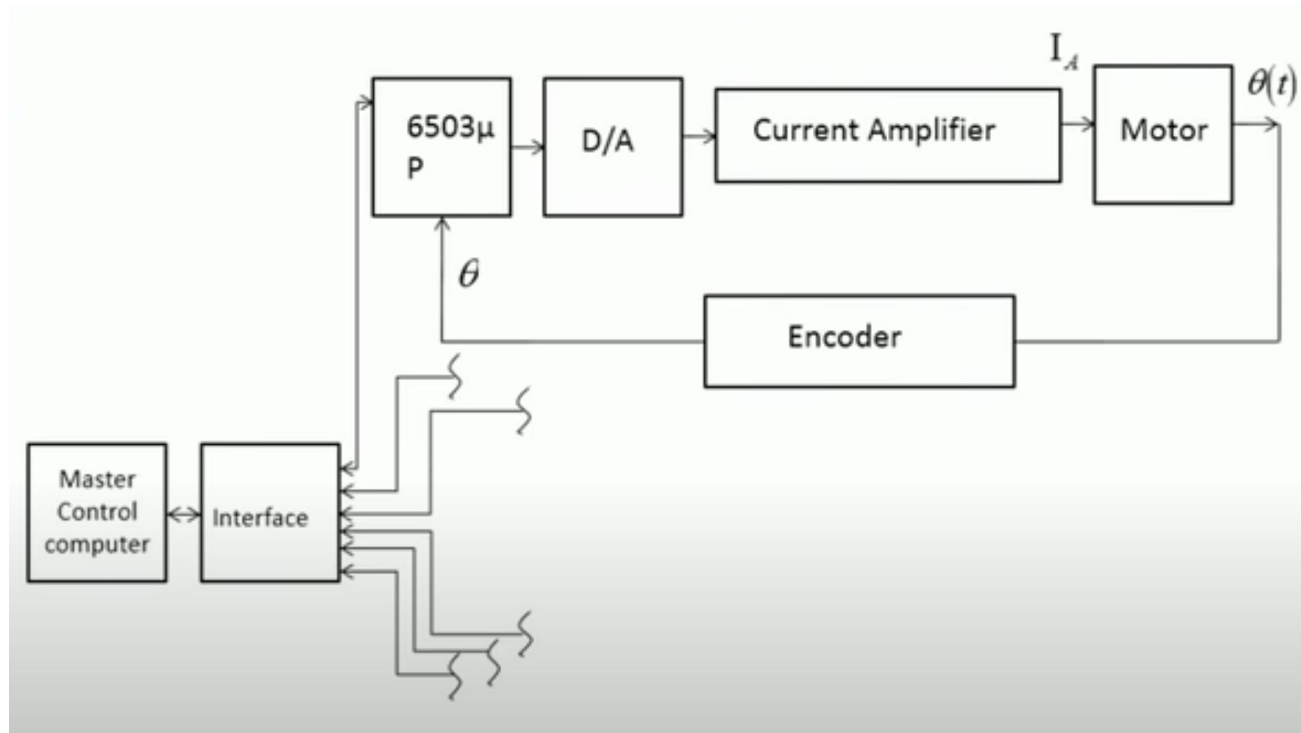 I_A
θ(t)
6503μ
P
D/A
Current Amplifier
Motor
θ
Encoder
Master
Control
computer
Interface